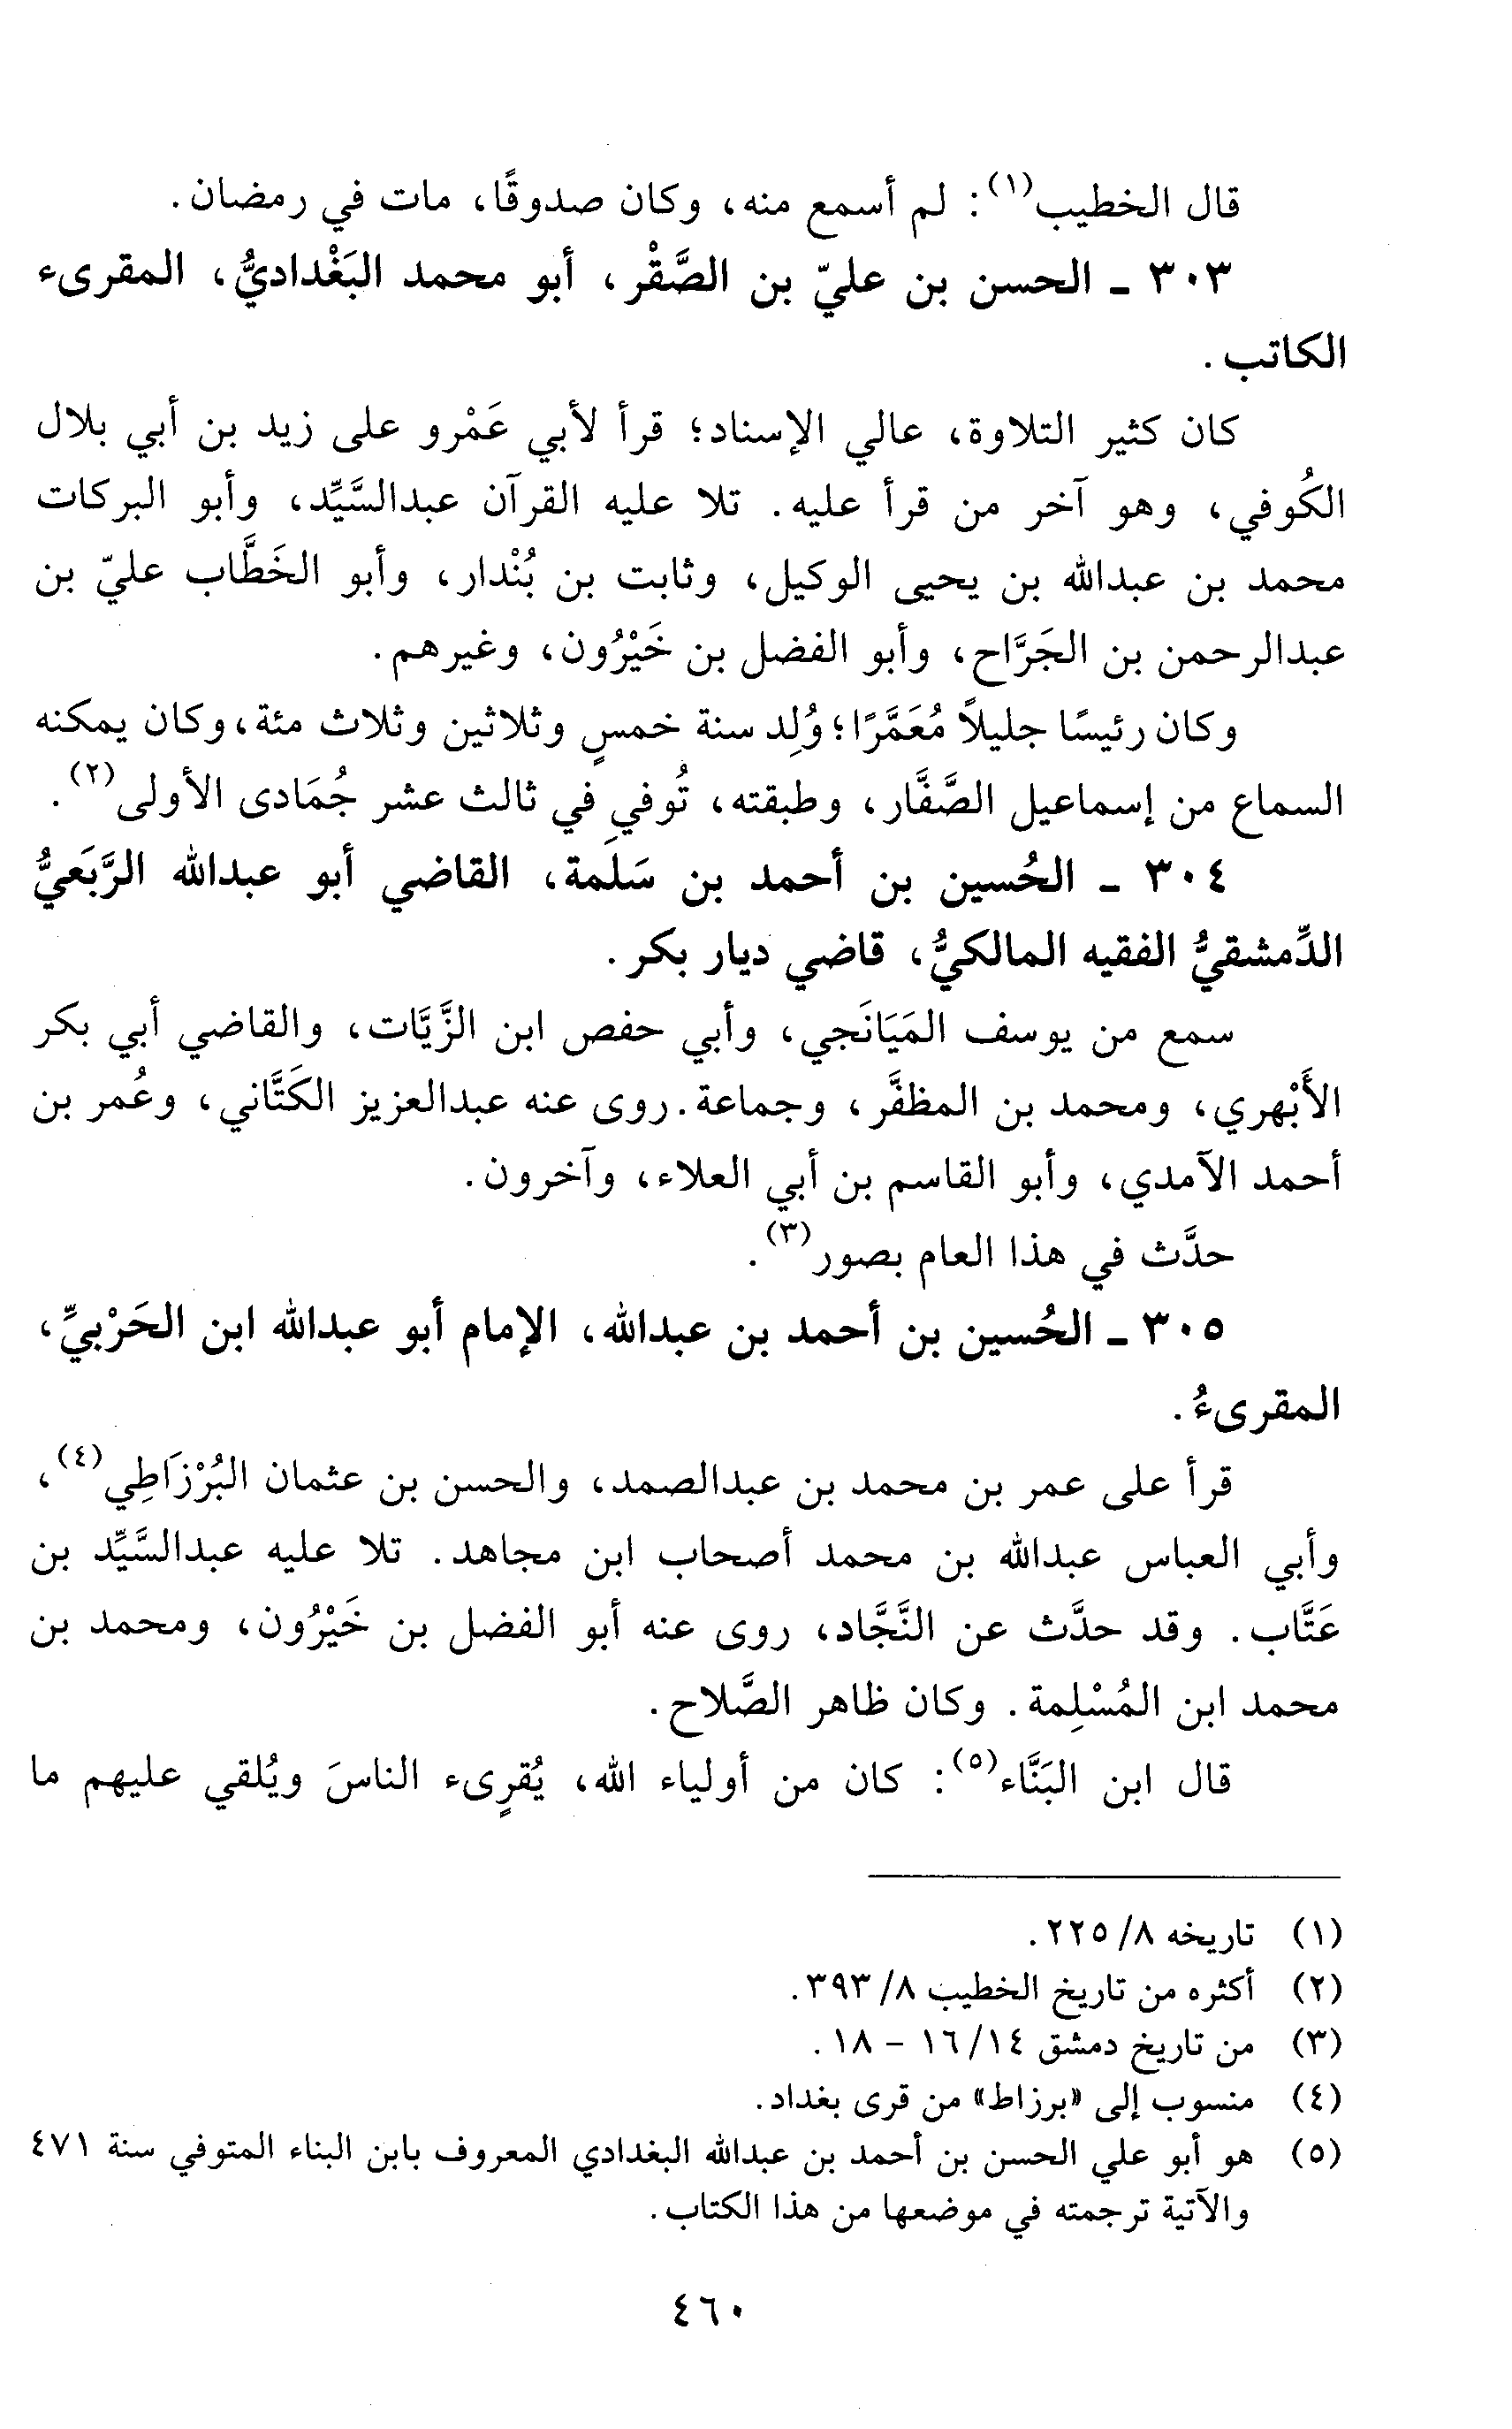 قال الخطيب(١): لم أسمع منه، وكان صدوقًا، مات في رمضان.
٣٠٣ ـ الحسن بن عليّ بن الصَّقْر، أبو محمد البَغْداديُّ، المقرىء
الكاتب.
كان كثير التلاوة، عالي الإسناد؛ قرأ لأبي عَمْرو على زيد بن أبي بلال
الكُوفي، وهو آخر من قرأ عليه. تلا عليه القرآن عبدالسَّيِّد، وأبو البركات
محمد بن عبدالله بن يحيى الوكيل، وثابت بن بُنْدار، وأبو الخَطَّاب عليّ بن
عبدالرحمن بن الجَرَّاح، وأبو الفضل بن خَيْرُون، وغيرهم.
وكان رئيسًا جليلاً مُعَمَّرًا؛ وُلِد سنة خمسٍ وثلاثين وثلاث مئة، وكان يمكنه
السماع من إسماعيل الصَّفَّار، وطبقته، تُوفي في ثالث عشر جُمَادى الأولى(٢).
٣٠٤ ـ الحُسين بن أحمد بن سَلَمة، القاضي أبو عبدالله الرَّبَعيُّ
الدِّمشقيُّ الفقيه المالكيُّ، قاضي ديار بكر.
سمع من يوسف المَيَانَجي، وأبي حفص ابن الزَّيَّات، والقاضي أبي بكر
الأَبْهري، ومحمد بن المظفَّر، وجماعة. روى عنه عبدالعزيز الكَتَّاني، وعُمر بن
أحمد الآمدي، وأبو القاسم بن أبي العلاء، وآخرون.
حدَّث في هذا العام بصور(٣).
٣٠٥ ـ الحُسين بن أحمد بن عبدالله، الإمام أبو عبدالله ابن الحَرْبيِّ،
المقرىءُ.
قرأ على عمر بن محمد بن عبدالصمد، والحسن بن عثمان البُرْزَاطِي(٤)،
وأبي العباس عبدالله بن محمد أصحاب ابن مجاهد. تلا عليه عبدالسَّيِّد بن
عَتَّاب. وقد حدَّث عن النَّجَّاد، روى عنه أبو الفضل بن خَيْرُون، ومحمد بن
محمد ابن المُسْلِمة. وكان ظاهر الصَّلاح.
قال ابن البَنَّاء(٥): كان من أولياء الله، يُقرِىء الناسَ ويُلقي عليهم ما
(١) تاريخه ٨/ ٢٢٥.
(٢) أكثره من تاريخ الخطيب ٨/ ٣٩٣.
(٣) من تاريخ دمشق ١٤/ ١٦ - ١٨.
(٤) منسوب إلى «برزاط» من قرى بغداد.
(٥) هو أبو علي الحسن بن أحمد بن عبدالله البغدادي المعروف بابن البناء المتوفي سنة ٤٧١
والآتية ترجمته في موضعها من هذا الكتاب.
٤٦٠